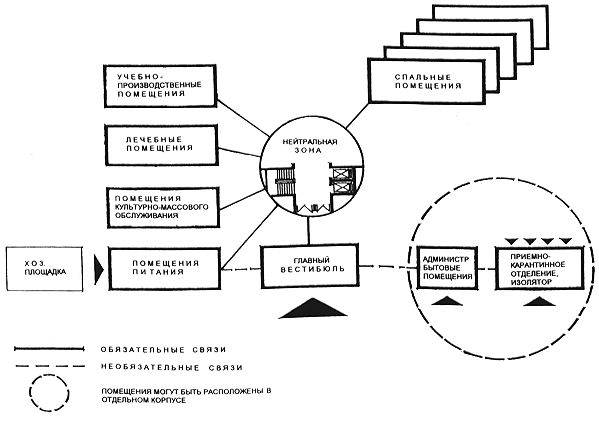 СПАЛЬНЫЕ
ПОМЕЩЕНИЯ
УЧЕБНО-
ПРОИЗВОДСТВЕННЫЕ
ПОМЕЩЕНИЯ
НЕЙТРАЛЬНАЯ
ЗОНА
ЛЕЧЕБНЫЕ
ПОМЕЩЕНИЯ
ПОМЕЩЕНИЯ
КУЛЬТУРНО-МАССОВОГО
ОБСЛУЖИВАНИЯ
ХОЗ.
ПЛОЩАДКА
ПОМЕЩЕНИЯ
ПИТАНИЯ
ГЛАВНЫЙ
ВЕСТИБЮЛЬ
АДМИНИСТР
БЫТОВЫЕ
ПОМЕЩЕНИЯ
ПРИЕМНО-
КАРАНТИННОЕ
ОТДЕЛЕНИЕ,
ИЗОЛЯТОР
ОБЯЗАТЕЛЬНЫЕ СВЯЗИ
НЕОБЯЗАТЕЛЬНЫЕ СВЯЗИ
ПОМЕЩЕНИЯ МОГУТ БЫТЬ РАСПОЛОЖЕНЫ В
ОТДЕЛЬНОМ КОРПУСЕ